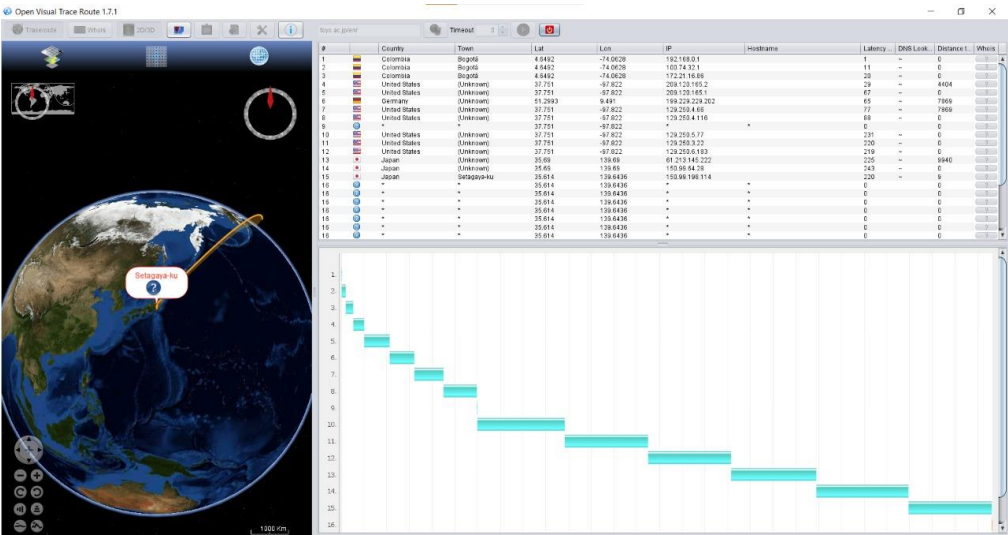 Open Visual Trace Route 1.7.1
Traceroute Whois 2D/3D Timeout
# Country Town Lat Lon IP Hostname Latency ... DNS Look... Distance t... Whois
1 Colombia Bogotá 4.6492 -74.0628 192.168.0.1 1 ~ 0 ?
2 Colombia Bogotá 4.6492 -74.0628 100.74.32.1 11 ~ 0 ?
3 Colombia Bogotá 4.6492 -74.0628 172.21.16.86 20 ~ 0 ?
4 United States (Unknown) 37.751 -97.822 209.120.165.2 29 ~ 4404 ?
5 United States (Unknown) 37.751 -97.822 209.120.165.1 67 ~ 0 ?
6 Germany (Unknown) 51.2993 9.491 199.229.229.202 65 ~ 7869 ?
7 United States (Unknown) 37.751 -97.822 129.250.4.66 77 ~ 7869 ?
8 United States (Unknown) 37.751 -97.822 129.250.4.116 88 ~ 0 ?
9 * * 37.751 -97.822 * * 0 0 ?
10 United States (Unknown) 37.751 -97.822 129.250.5.77 231 ~ 0 ?
11 United States (Unknown) 37.751 -97.822 129.250.3.22 220 ~ 0 ?
12 United States (Unknown) 37.751 -97.822 129.250.6.183 219 ~ 0 ?
13 Japan (Unknown) 35.69 139.69 61.213.145.222 225 ~ 9940 ?
14 Japan (Unknown) 35.69 139.69 150.99.64.28 243 ~ 0 ?
15 Japan Setagaya-ku 35.614 139.6436 150.99.198.114 220 ~ 9 ?
16 * * 35.614 139.6436 * * 0 0 ?
16 * * 35.614 139.6436 * * 0 0 ?
16 * * 35.614 139.6436 * * 0 0 ?
16 * * 35.614 139.6436 * * 0 0 ?
16 * * 35.614 139.6436 * * 0 0 ?
16 * * 35.614 139.6436 * * 0 0 ?
16 * * 35.614 139.6436 * * 0 0 ?
Setagaya-ku
?
1000 Km
1.
2.
3.
4.
5.
6.
7.
8.
9.
10.
11.
12.
13.
14.
15.
16.